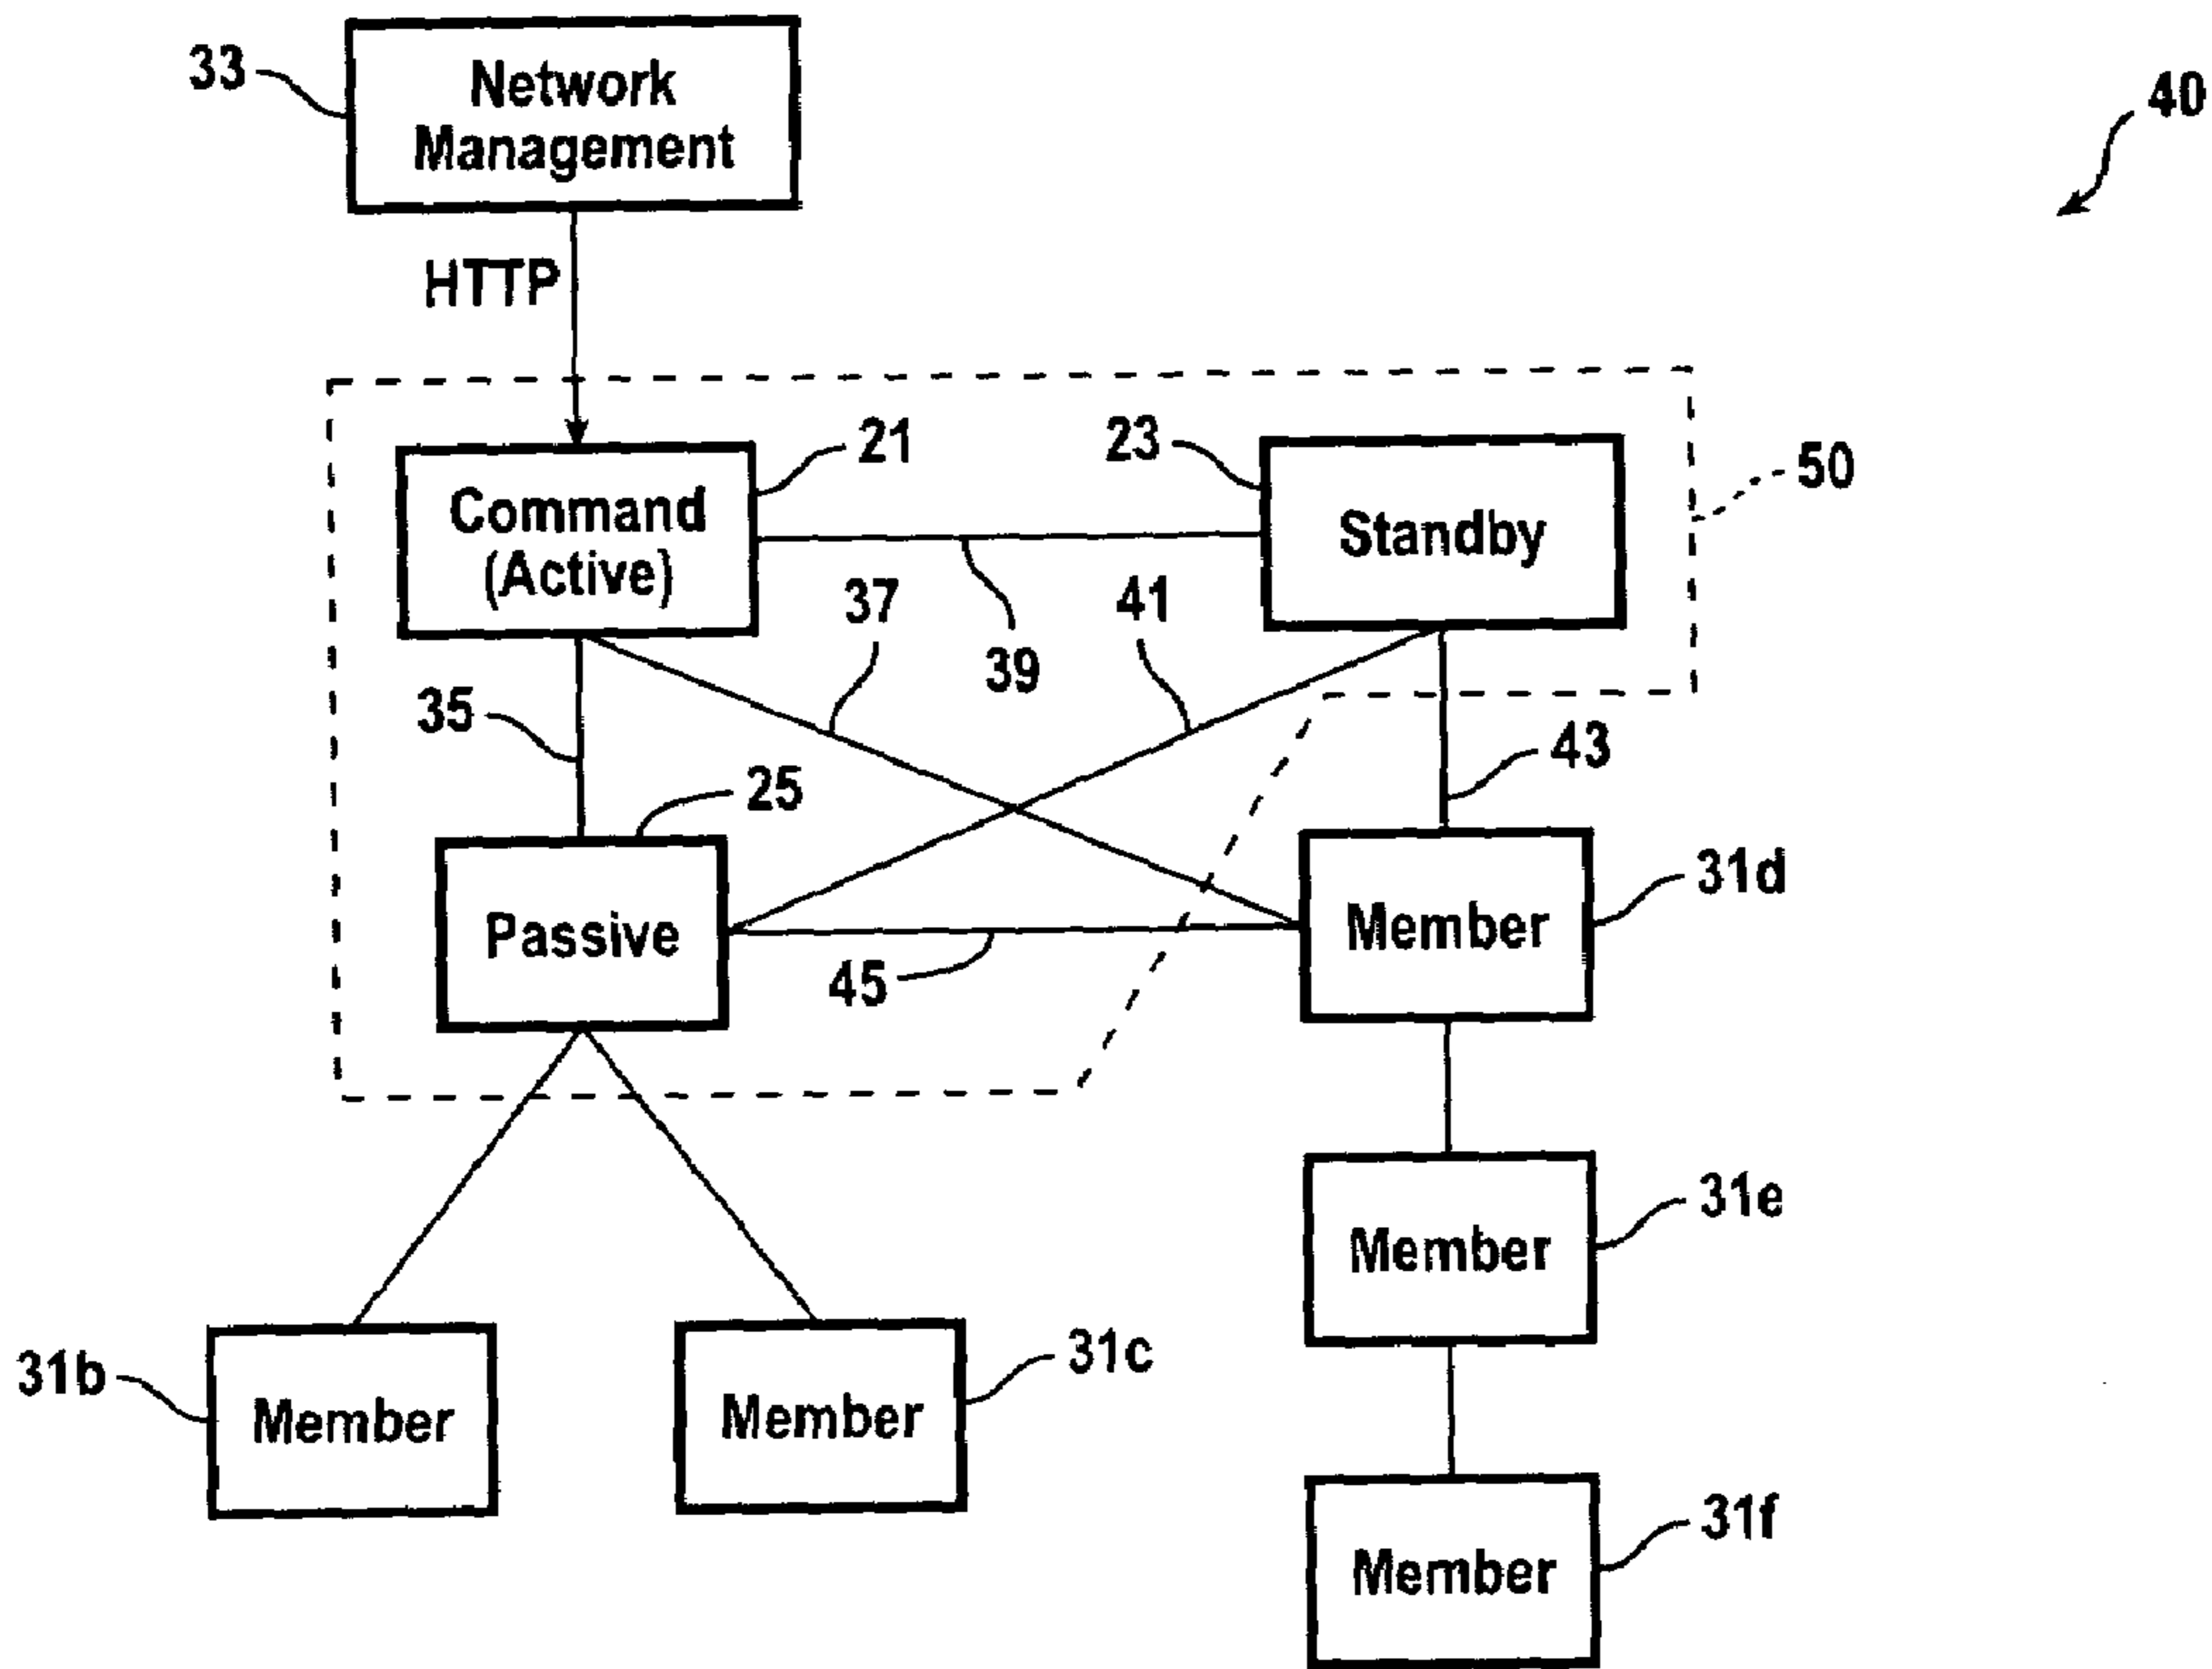 33
Network
Management
40
HTTP
21
23
50
Command
(Active)
Standby
37
41
39
35
43
25
31d
Passive
Member
45
31e
Member
31b
Member
31c
Member
31f
Member